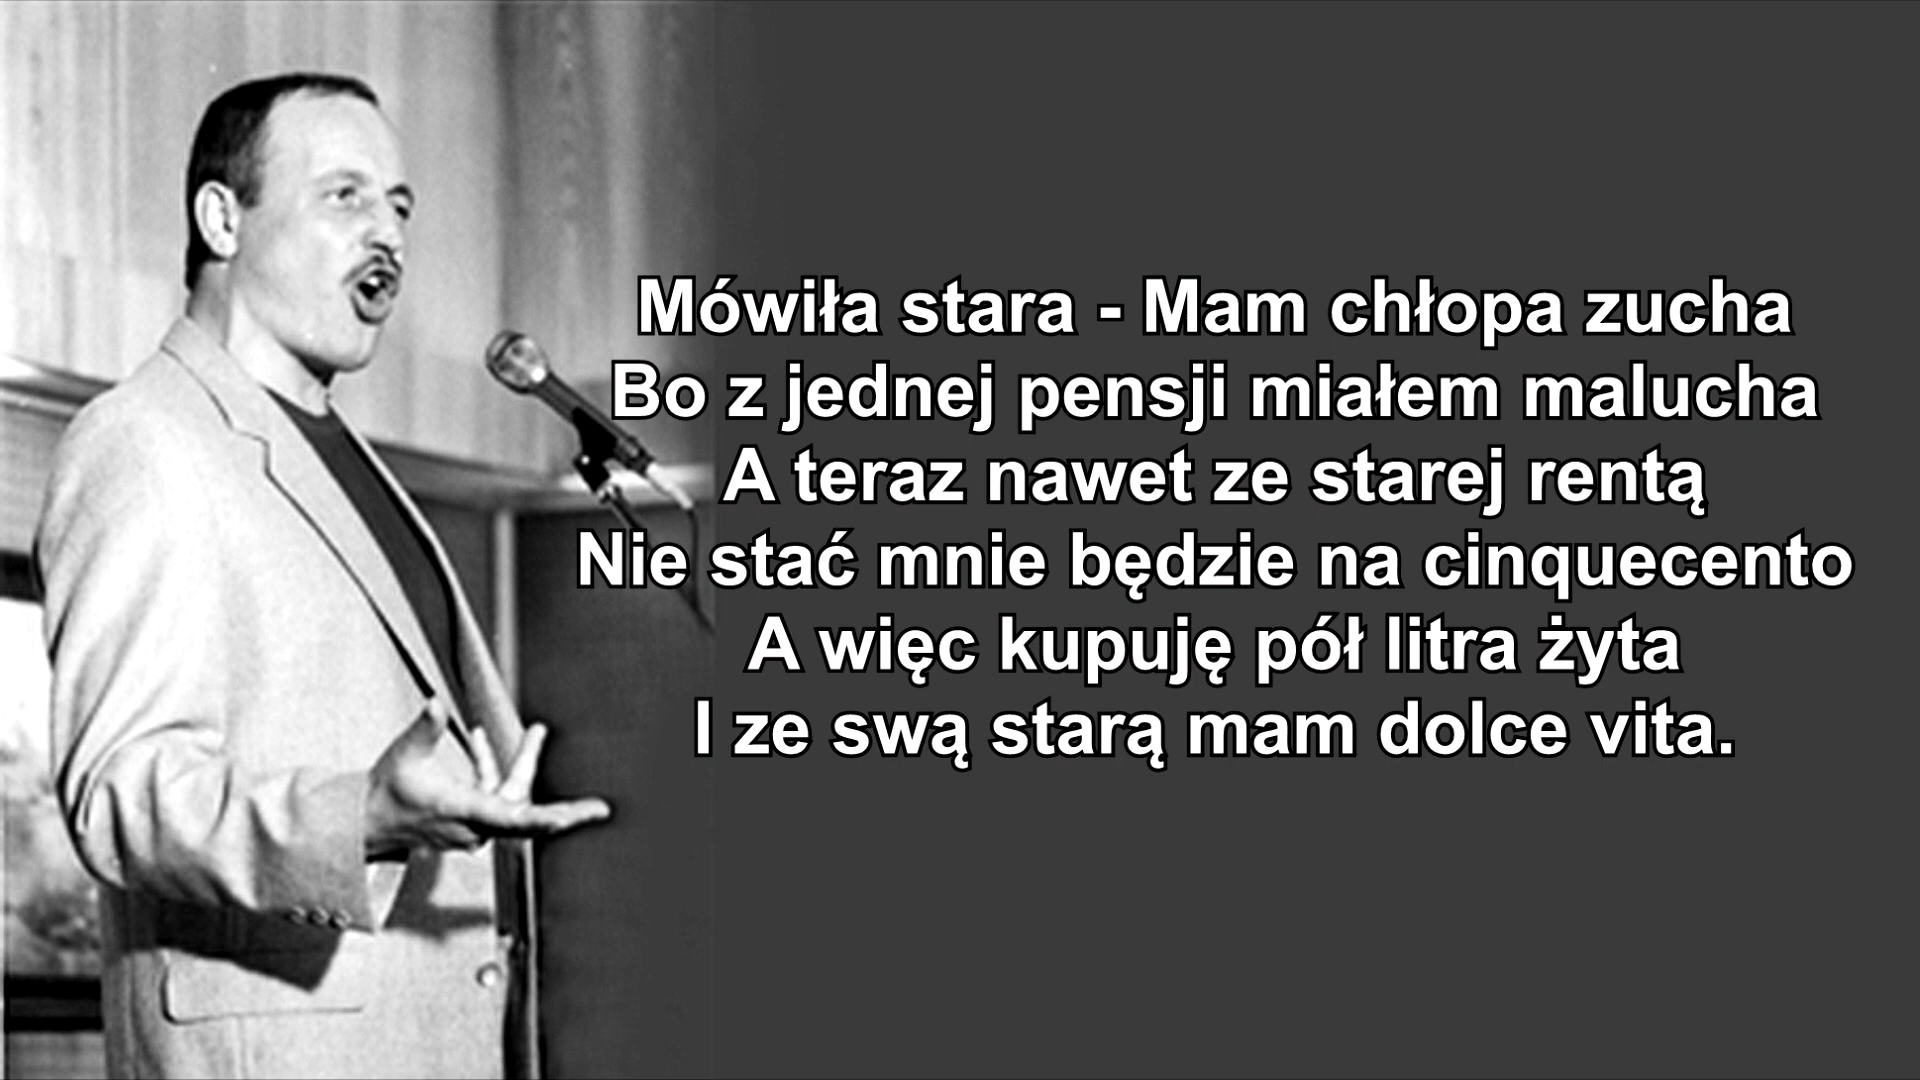 Mówiła stara - Mam chłopa zucha
Bo z jednej pensji miałem malucha
A teraz nawet ze starej rentą
Nie stać mnie będzie na cinquecento
A więc kupuję pół litra żyta
I ze swą starą mam dolce vita.